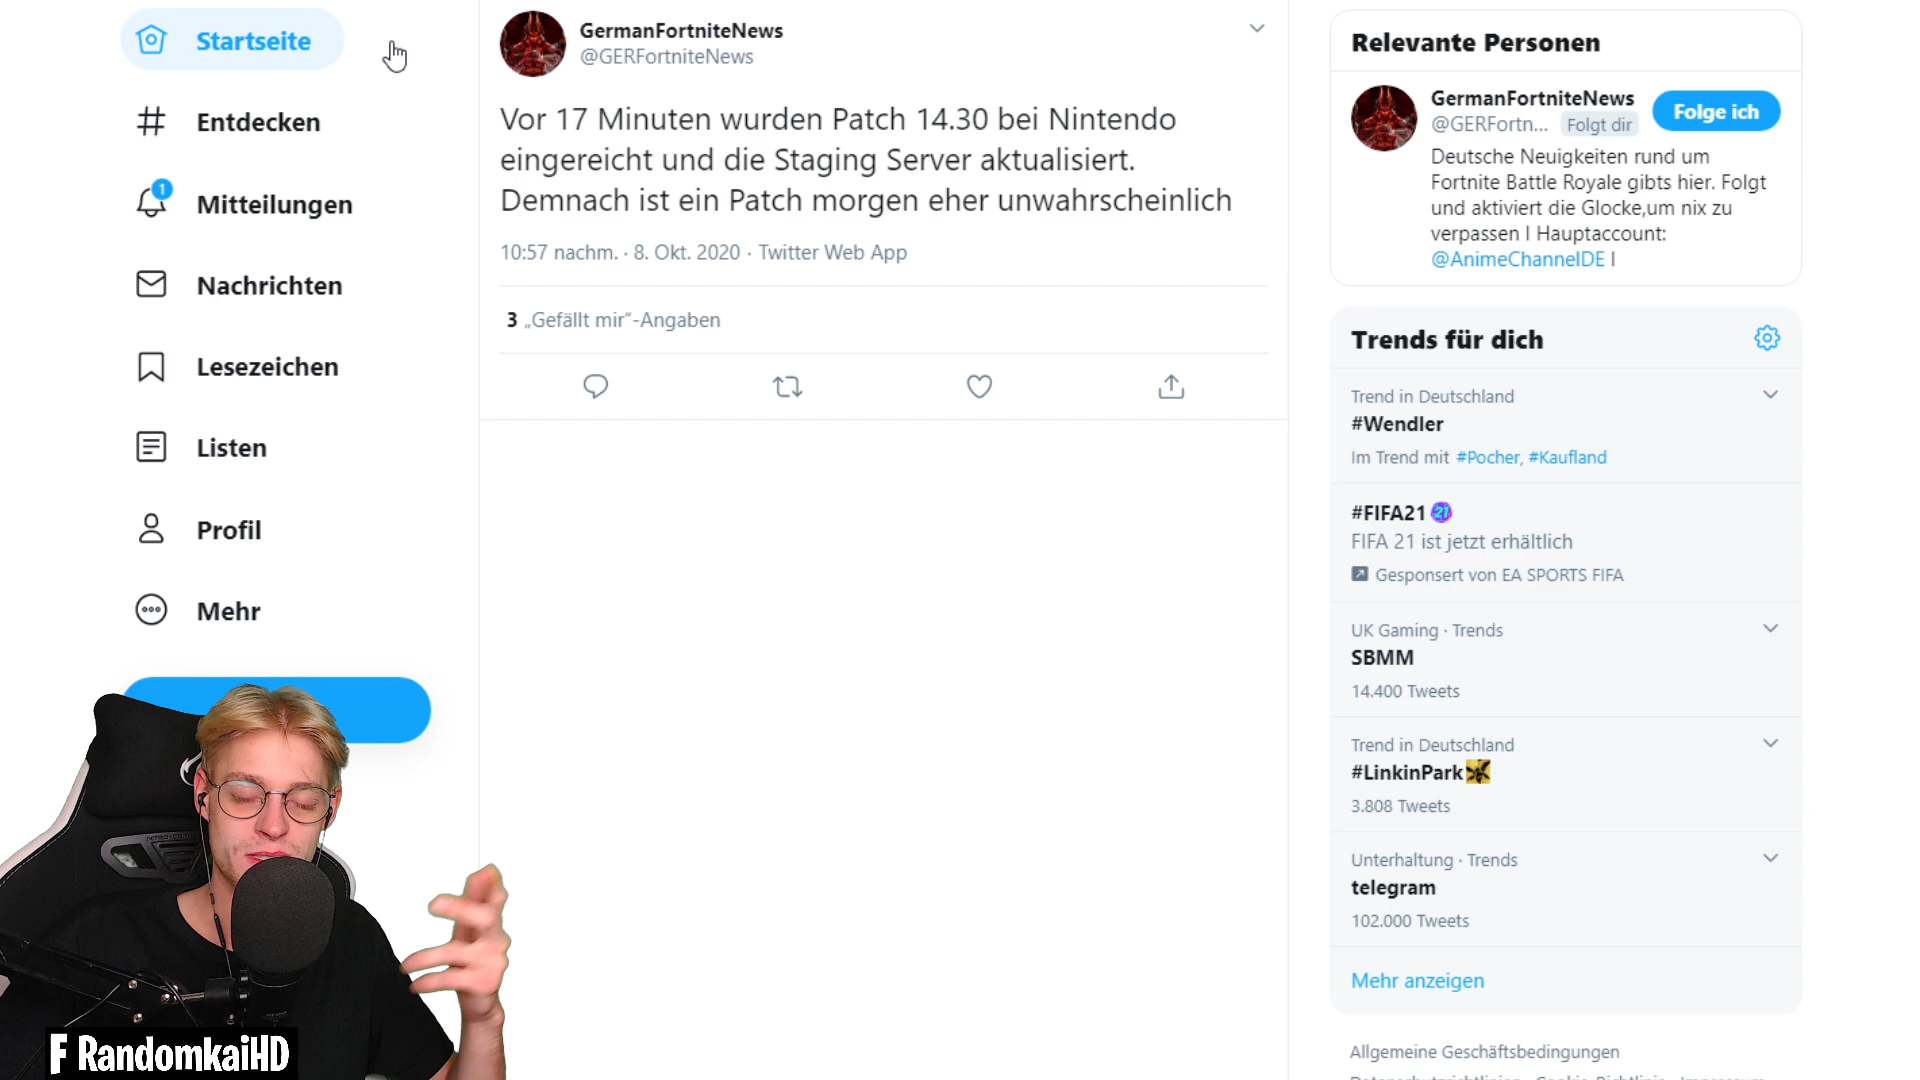 Startseite
Entdecken
1
Mitteilungen
Nachrichten
Lesezeichen
Listen
Profil
Mehr
GermanFortniteNews
@GERFortniteNews
Vor 17 Minuten wurden Patch 14.30 bei Nintendo
eingereicht und die Staging Server aktualisiert.
Demnach ist ein Patch morgen eher unwahrscheinlich
10:57 nachm. · 8. Okt. 2020 · Twitter Web App
3 „Gefällt mir“-Angaben
Relevante Personen
GermanFortniteNews
@GERFortn... Folgt dir
Folge ich
Deutsche Neuigkeiten rund um
Fortnite Battle Royale gibts hier. Folgt
und aktiviert die Glocke,um nix zu
verpassen I Hauptaccount:
@AnimeChannelDE I
Trends für dich
Trend in Deutschland
#Wendler
Im Trend mit #Pocher, #Kaufland
#FIFA21
FIFA 21 ist jetzt erhältlich
Gesponsert von EA SPORTS FIFA
UK Gaming · Trends
SBMM
14.400 Tweets
Trend in Deutschland
#LinkinPark
3.808 Tweets
Unterhaltung · Trends
telegram
102.000 Tweets
Mehr anzeigen
Allgemeine Geschäftsbedingungen
Datenschutzrichtlinien Cookie-Richtlinie Impressum
F RandomkaiHD